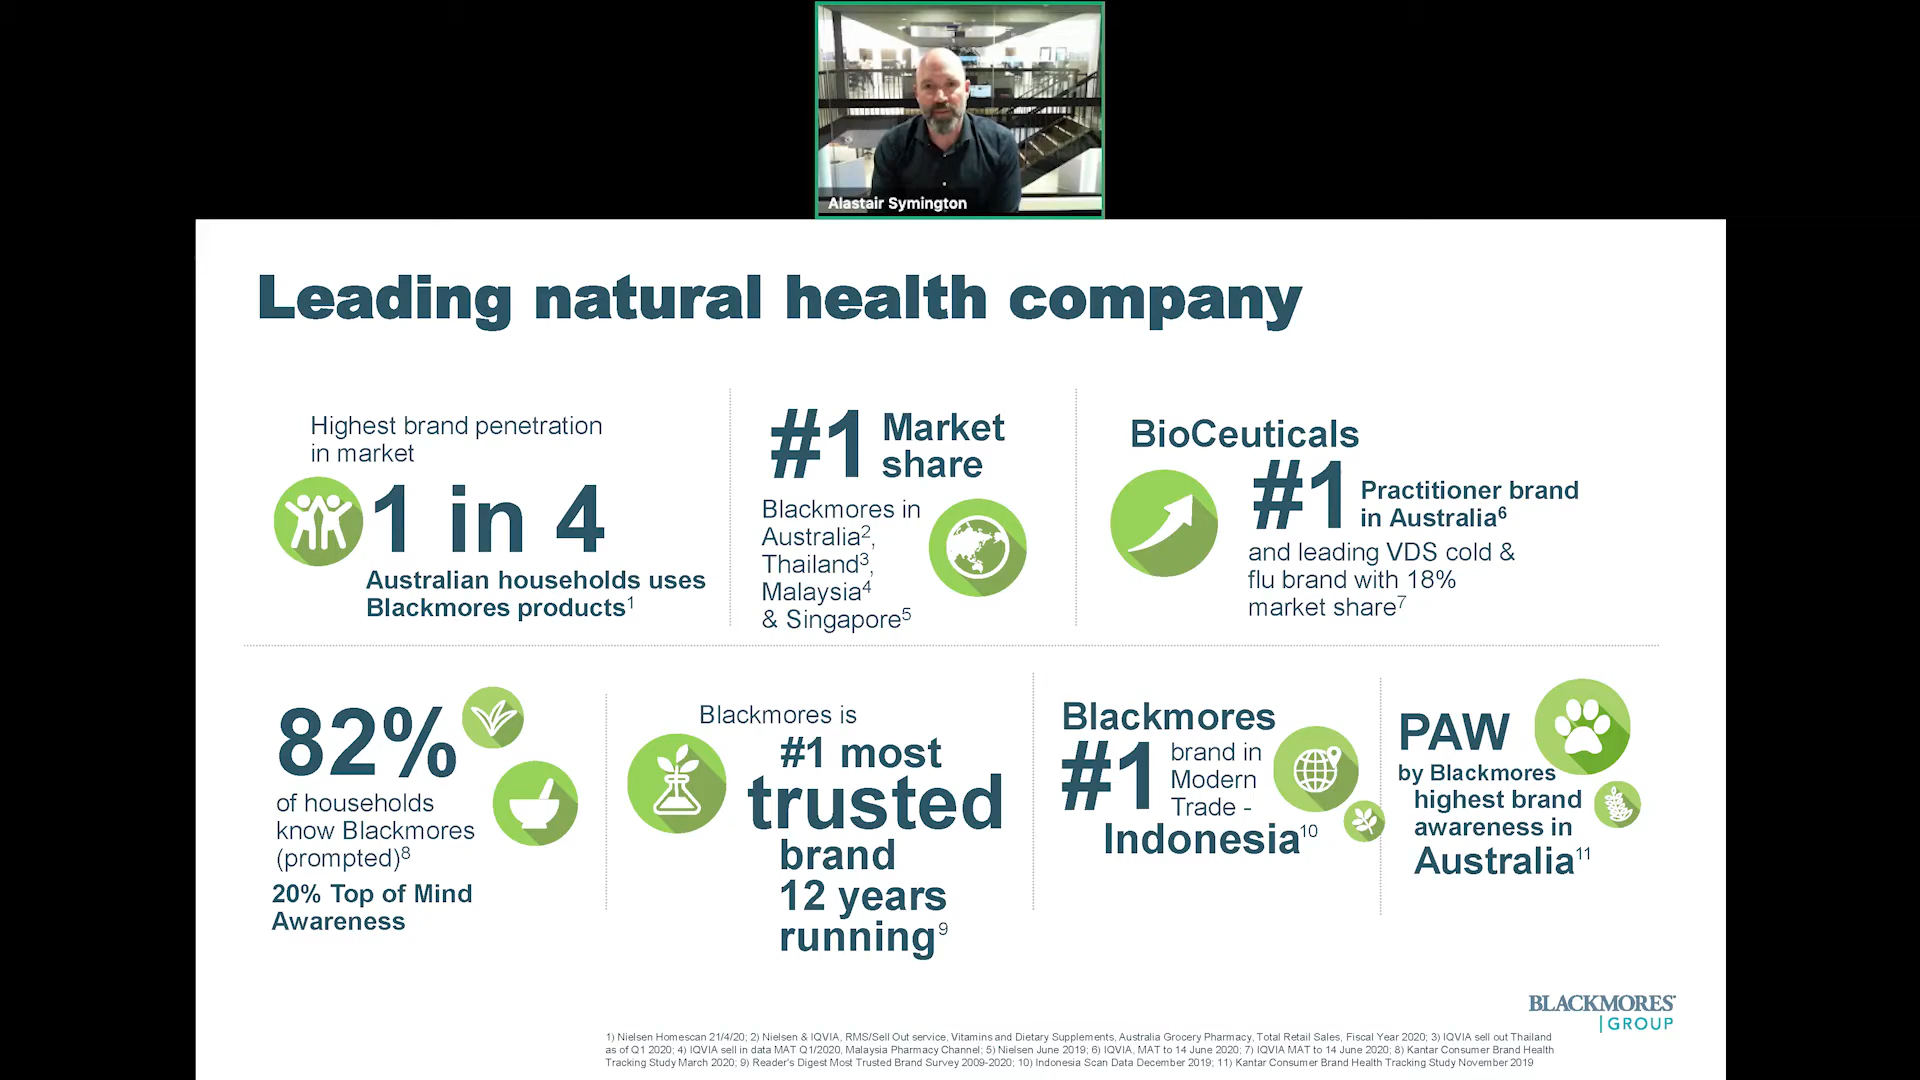 Alastair Symington
Leading natural health company
Highest brand penetration
in market
1 in 4
Australian households uses
Blackmores products1
#1 Market
share
Blackmores in
Australia2,
Thailand3,
Malaysia4
& Singapore5
BioCeuticals
#1 Practitioner brand
in Australia6
and leading VDS cold &
flu brand with 18%
market share7
82%
of households
know Blackmores
(prompted)8
20% Top of Mind
Awareness
Blackmores is
#1 most
trusted
brand
12 years
running9
Blackmores
#1 brand in
Modern
Trade -
Indonesia10
PAW
by Blackmores
highest brand
awareness in
Australia11
BLACKMORES
|GROUP
1) Nielsen Homescan 21/4/20; 2) Nielsen & IQVIA, RMS/Sell Out service, Vitamins and Dietary Supplements, Australia Grocery Pharmacy, Total Retail Sales, Fiscal Year 2020; 3) IQVIA sell out Thailand
as of Q1 2020; 4) IQVIA sell in data MAT Q1/2020, Malaysia Pharmacy Channel; 5) Nielsen June 2019; 6) IQVIA, MAT to 14 June 2020; 7) IQVIA MAT to 14 June 2020; 8) Kantar Consumer Brand Health
Tracking Study March 2020; 9) Reader's Digest Most Trusted Brand Survey 2009-2020; 10) Indonesia Scan Data December 2019; 11) Kantar Consumer Brand Health Tracking Study November 2019